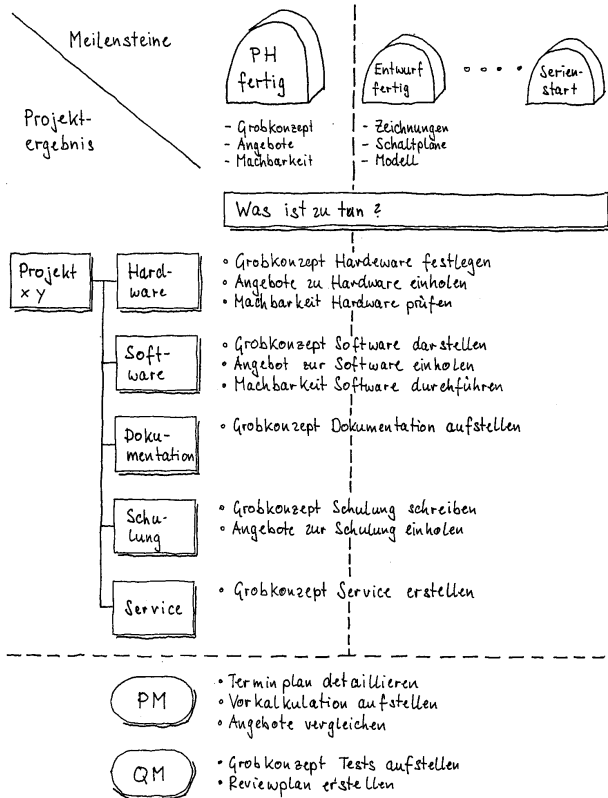 Meilensteine
Projekt-
ergebnis
PH
fertig
Entwurf
fertig
Serien-
start
- Grobkonzept
- Angebote
- Machbarkeit
- Zeichnungen
- Schaltpläne
- Modell
Was ist zu tun?
Projekt
x y
Hard-
ware
• Grobkonzept Hardeware festlegen
• Angebote zu Hardware einholen
• Machbarkeit Hardware prüfen
Soft-
ware
• Grobkonzept Software darstellen
• Angebot zur Software einholen
• Machbarkeit Software durchführen
Doku-
mentation
• Grobkonzept Dokumentation aufstellen
Schu-
lung
• Grobkonzept Schulung schreiben
• Angebote zur Schulung einholen
Service
• Grobkonzept Service erstellen
PM
• Terminplan detaillieren
• Vorkalkulation aufstellen
• Angebote vergleichen
QM
• Grobkonzept Tests aufstellen
• Reviewplan erstellen